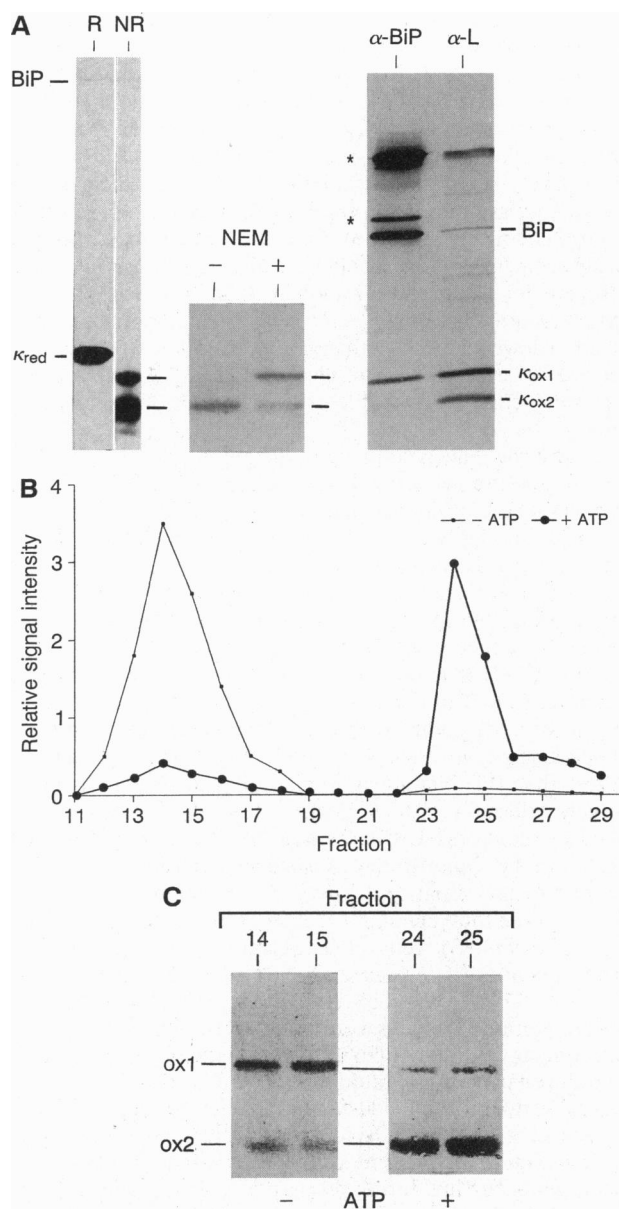 A
R NR
α-BiP α-L
BiP
*
*
BiP
NEM
− +
κred
κox1
κox2
B
4
3
2
1
0
Relative signal intensity
− ATP + ATP
11 13 15 17 19 21 23 25 27 29
Fraction
C
Fraction
14 15 24 25
ox1
ox2
− ATP +